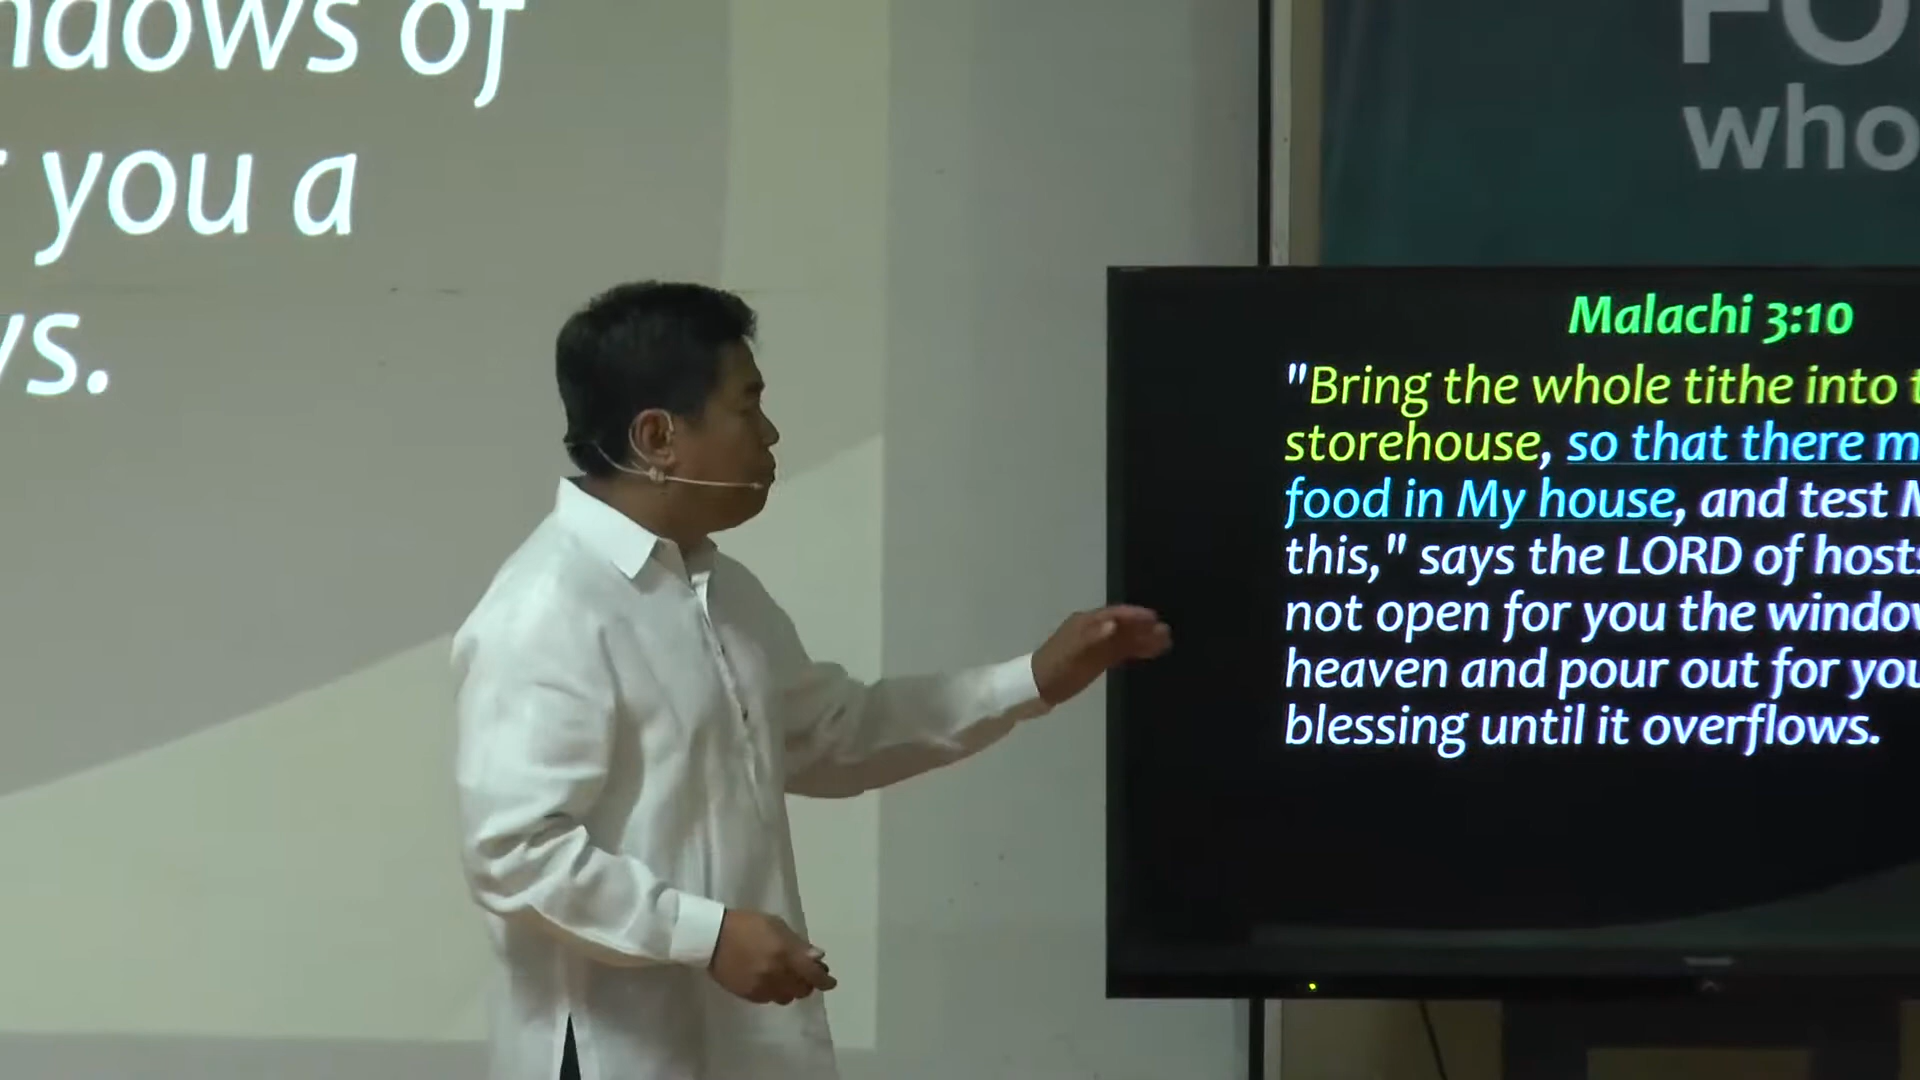 ndows of
you a
ws.
FO
who
Malachi 3:10
"Bring the whole tithe into t
storehouse, so that there m
food in My house, and test M
this," says the LORD of hosts
not open for you the window
heaven and pour out for you
blessing until it overflows.